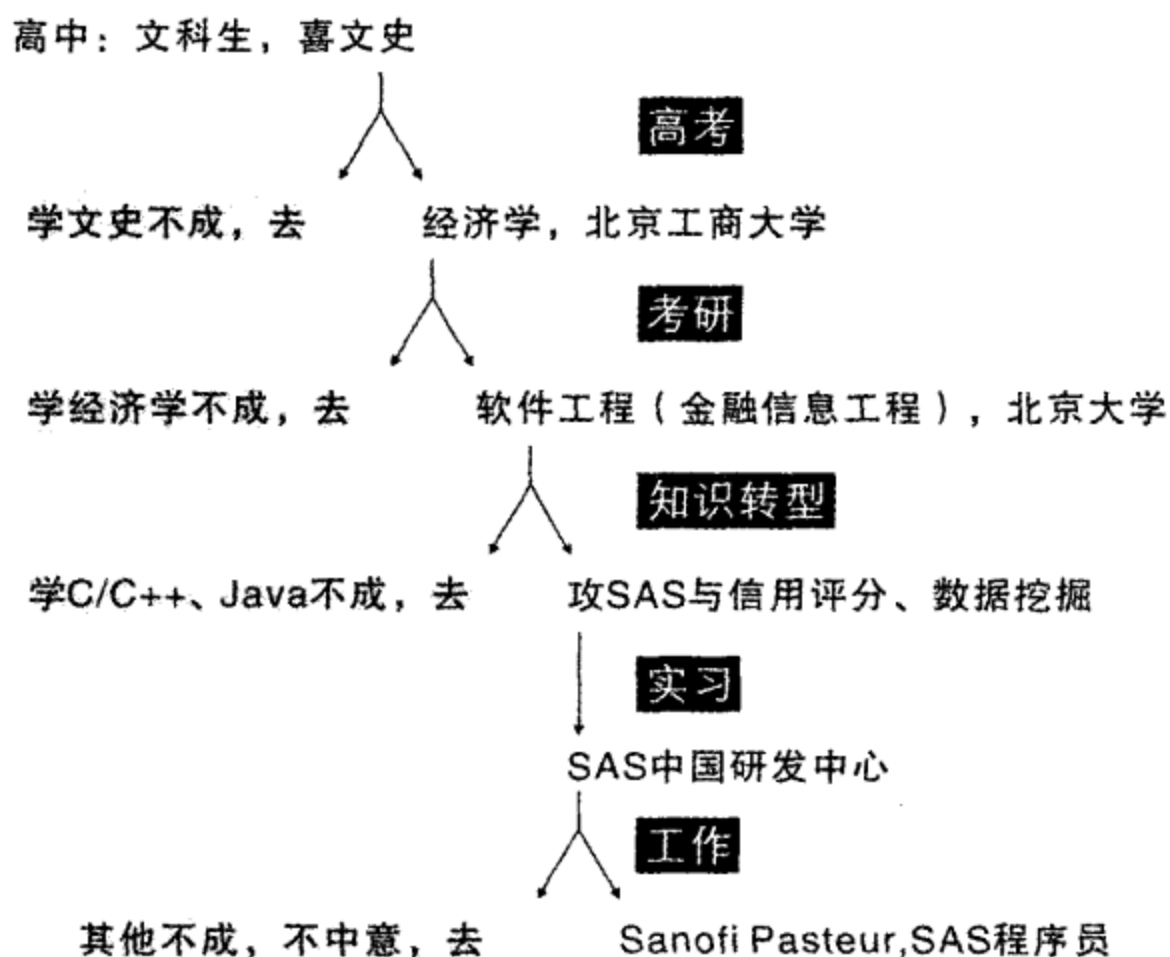 高中：文科生，喜文史
高考
学文史不成，去 经济学，北京工商大学
考研
学经济学不成，去 软件工程（金融信息工程），北京大学
知识转型
学C/C++、Java不成，去 攻SAS与信用评分、数据挖掘
实习
SAS中国研发中心
工作
其他不成，不中意，去 Sanofi Pasteur,SAS程序员